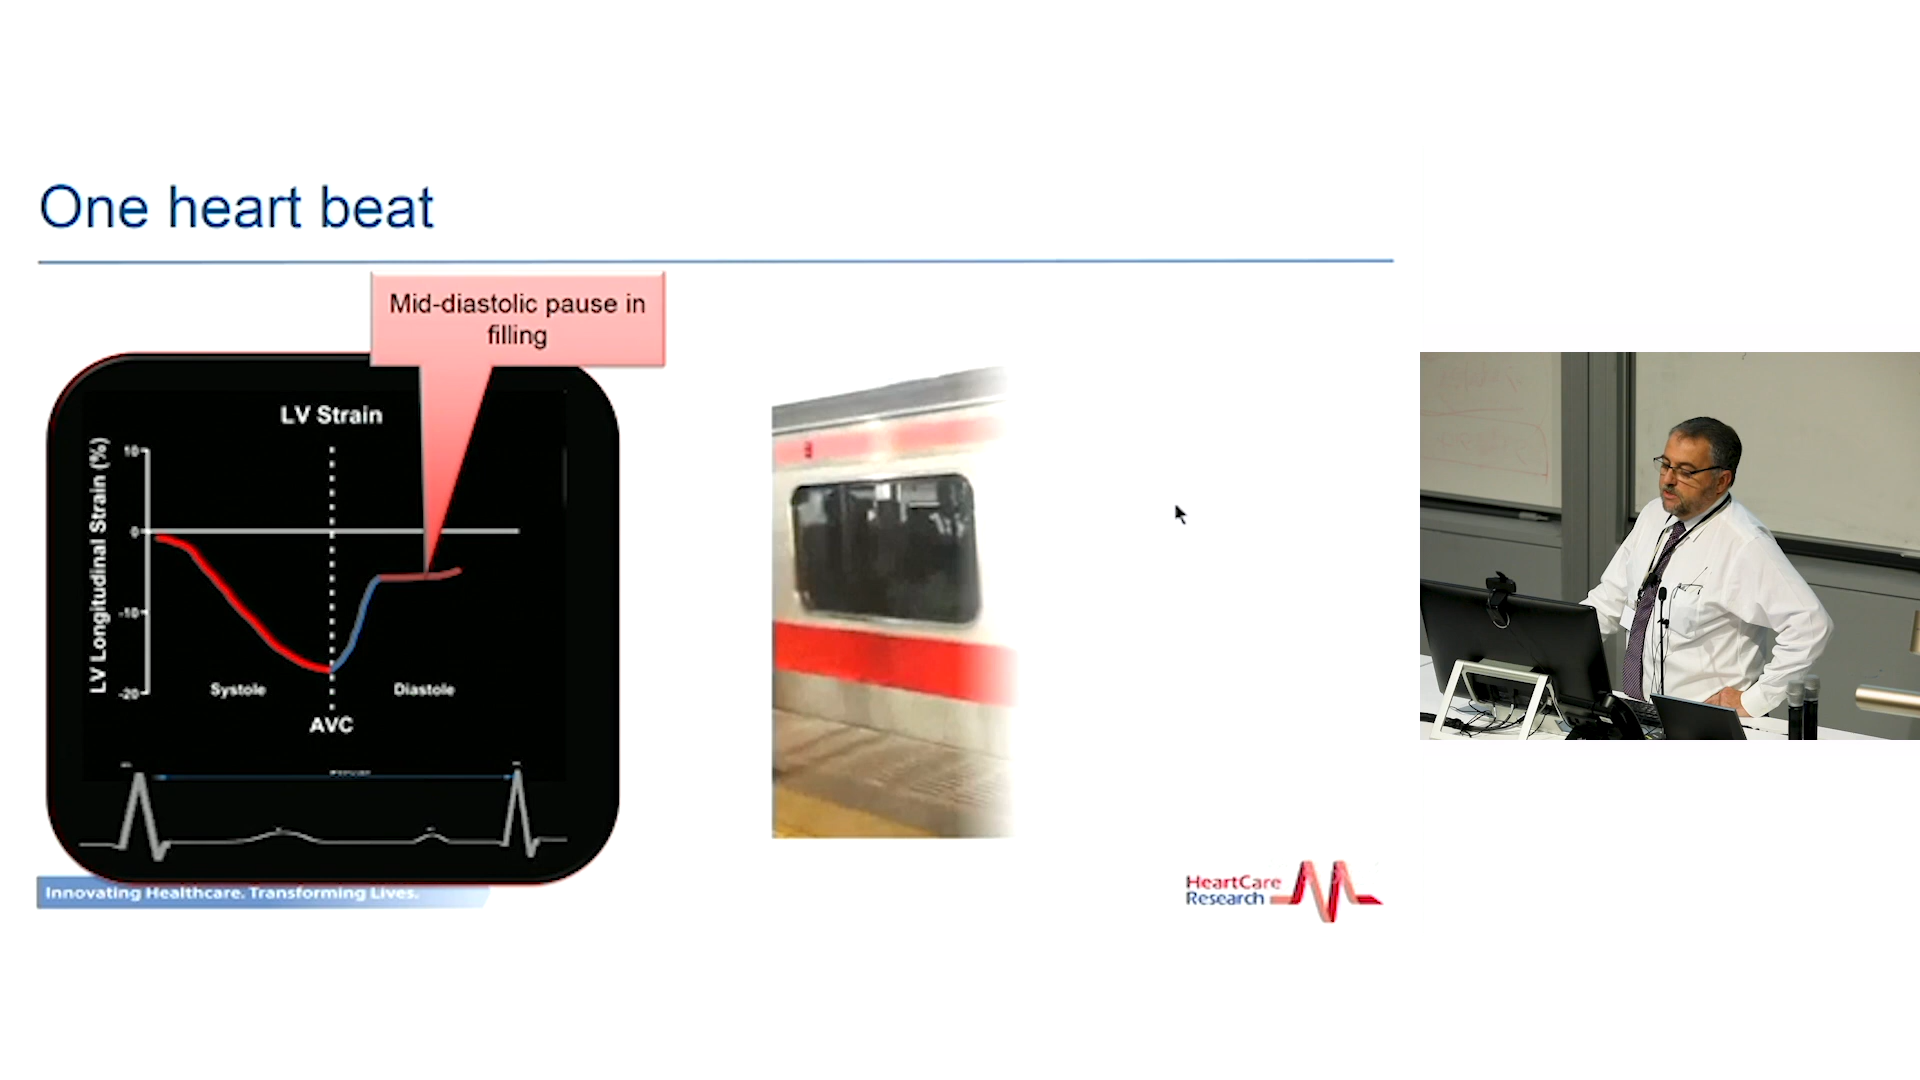 One heart beat
Mid-diastolic pause in
filling
LV Strain
LV Longitudinal Strain (%)
10
0
-10
-20
Systole
Diastole
AVC
Innovating Healthcare. Transforming Lives.
HeartCare
Research